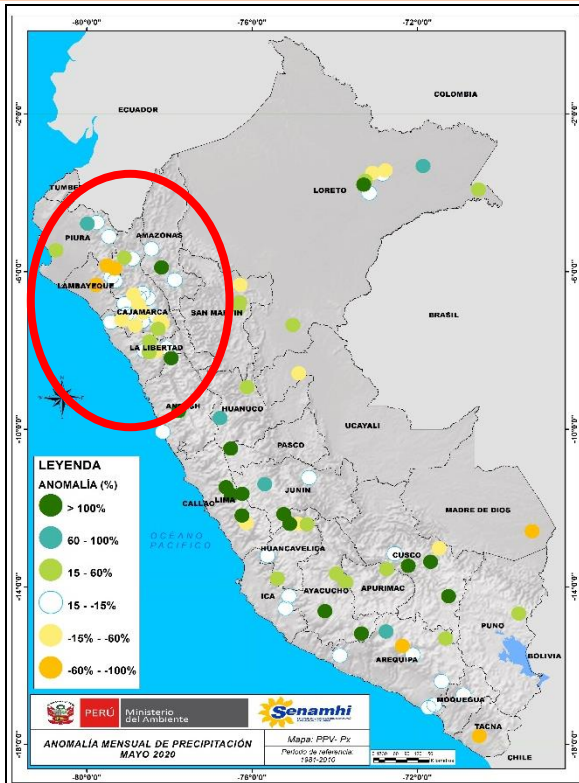 -80°0'0" -76°0'0" -72°0'0"
COLOMBIA
ECUADOR
-2°0'0"
TUMBE
LORETO
PIURA
AMAZONAS
-6°0'0"
LAMBAYEQUE
CAJAMARCA
SAN MARTIN
BRASIL
LA LIBERTAD
ANCASH
HUANUCO
UCAYALI
-10°0'0"
PASCO
LEYENDA
ANOMALÍA (%)
> 100%
60 - 100%
15 - 60%
15 - -15%
-15% - -60%
-60% - -100%
JUNIN
LIMA
CALLAO
MADRE DE DIOS
OCÉANO
PACÍFICO
HUANCAVELICA
CUSCO
-14°0'0"
ICA
AYACUCHO
APURIMAC
PUNO
AREQUIPA
BOLIVIA
MOQUEGUA
TACNA
CHILE
-18°0'0"
PERÚ
Ministerio
del Ambiente
Senamhi
ANOMALÍA MENSUAL DE PRECIPITACIÓN
MAYO 2020
Mapa: PPV- Px
Periodo de referencia:
1981-2010